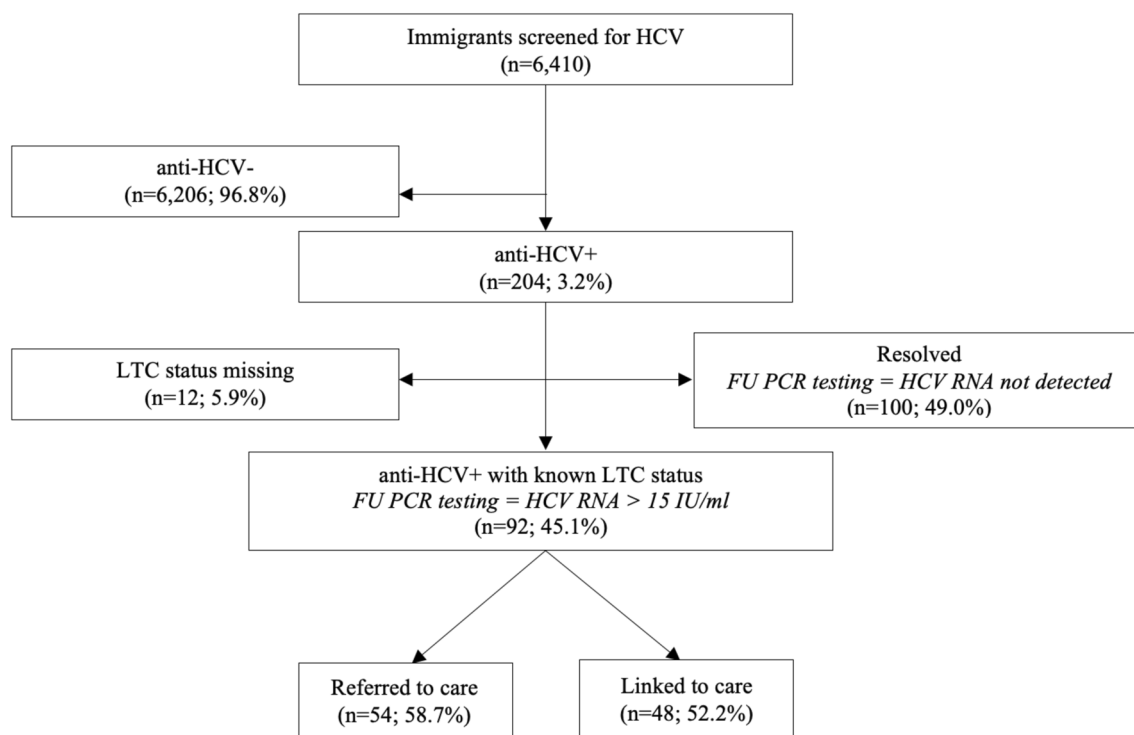 Immigrants screened for HCV
(n=6,410)
anti-HCV-
(n=6,206; 96.8%)
anti-HCV+
(n=204; 3.2%)
LTC status missing
(n=12; 5.9%)
Resolved
FU PCR testing = HCV RNA not detected
(n=100; 49.0%)
anti-HCV+ with known LTC status
FU PCR testing = HCV RNA > 15 IU/ml
(n=92; 45.1%)
Referred to care
(n=54; 58.7%)
Linked to care
(n=48; 52.2%)